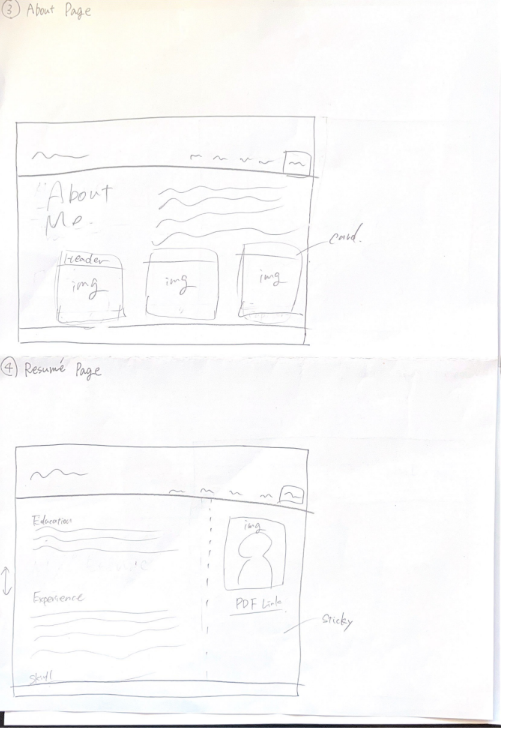 ③ About Page
About
Me.
Header
img
img
img
card.
④ Resumé Page
Education
img
Experience
PDF Link
Sticky
Skill